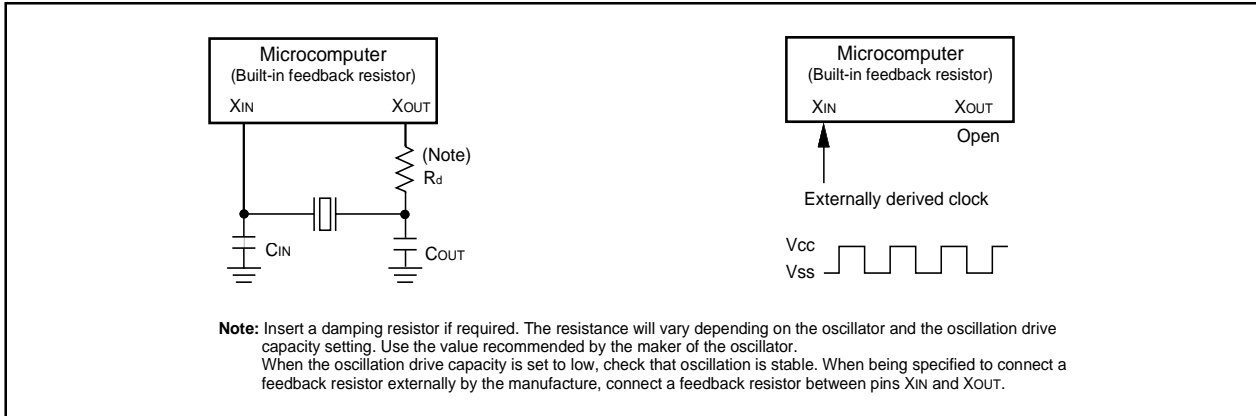 Microcomputer
(Built-in feedback resistor)
XIN XOUT
(Note)
Rd
CIN
COUT
Microcomputer
(Built-in feedback resistor)
XIN XOUT
Open
Externally derived clock
Vcc
Vss
Note: Insert a damping resistor if required. The resistance will vary depending on the oscillator and the oscillation drive
capacity setting. Use the value recommended by the maker of the oscillator.
When the oscillation drive capacity is set to low, check that oscillation is stable. When being specified to connect a
feedback resistor externally by the manufacture, connect a feedback resistor between pins XIN and XOUT.